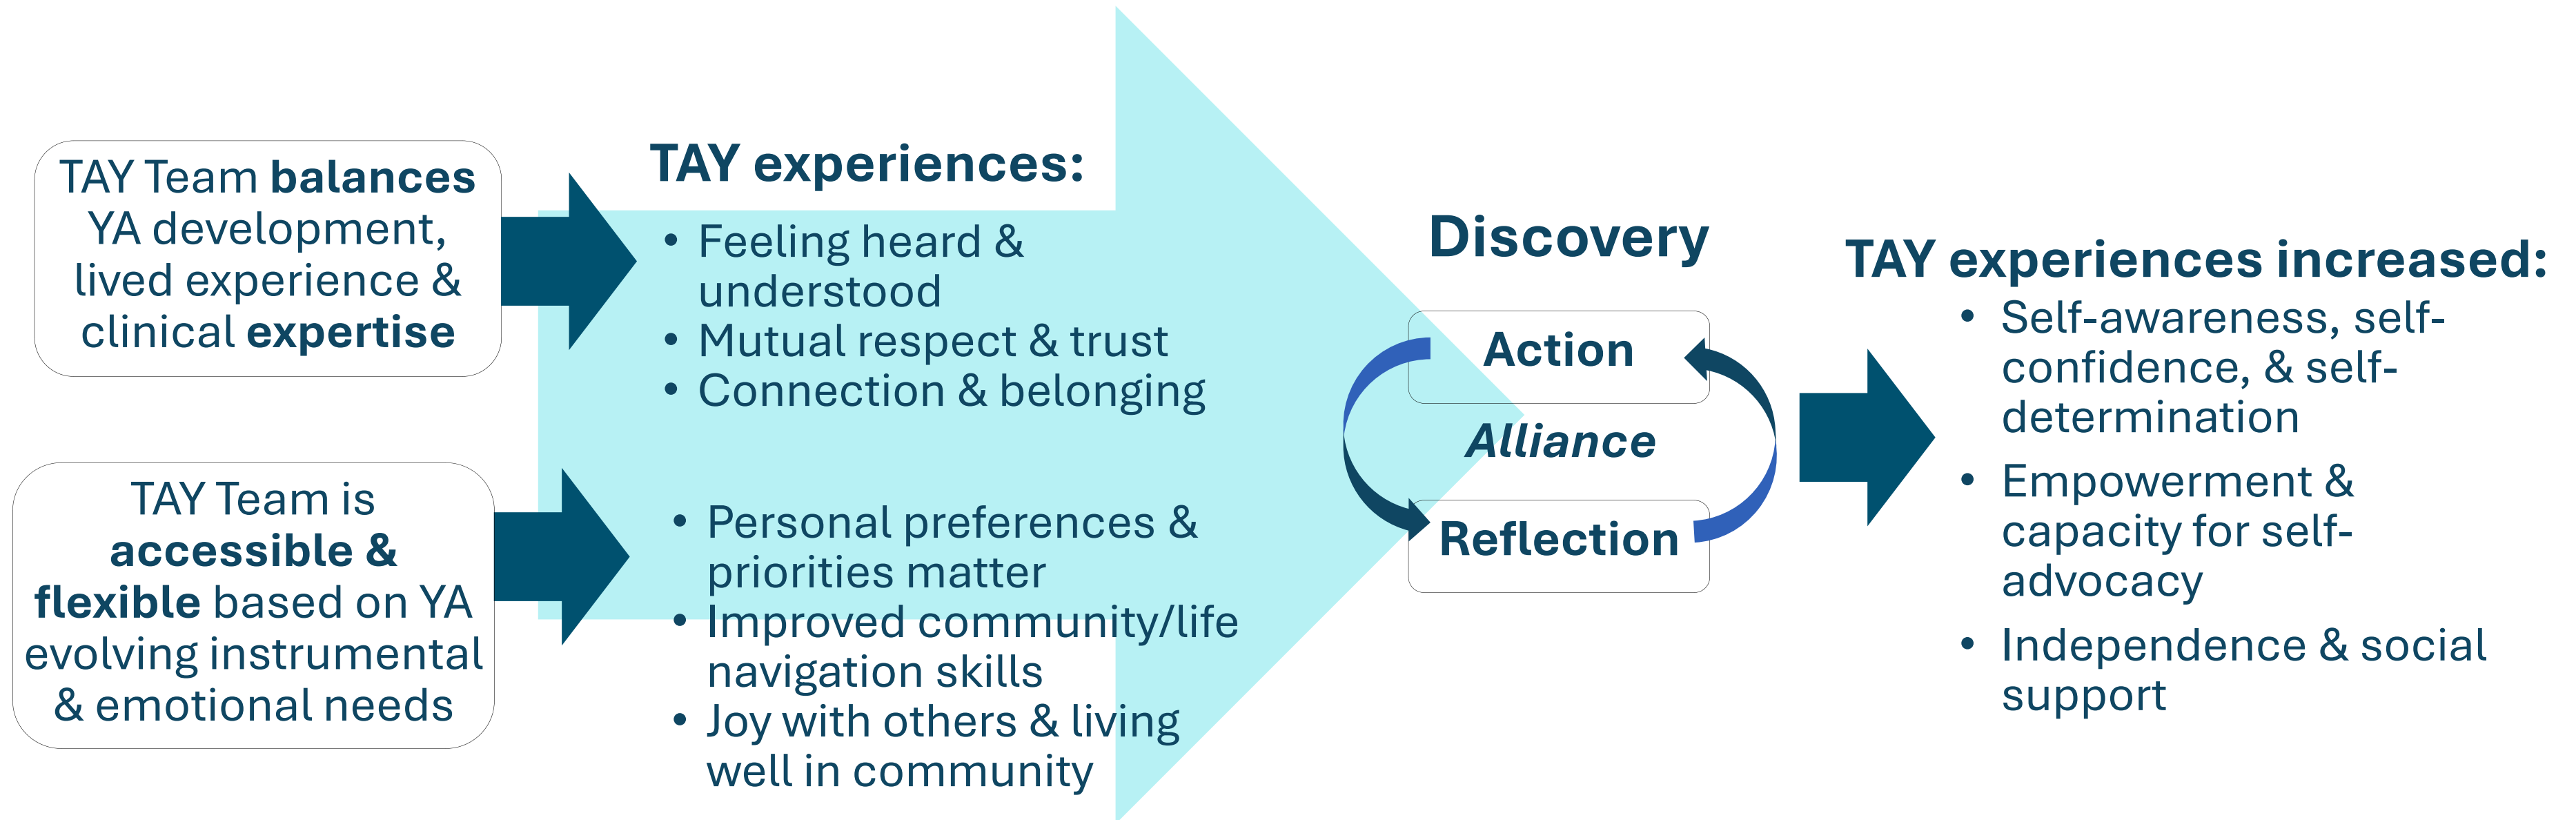 TAY Team balances
YA development,
lived experience &
clinical expertise
TAY Team is
accessible &
flexible based on YA
evolving instrumental
& emotional needs
TAY experiences:
• Feeling heard &
understood
• Mutual respect & trust
• Connection & belonging
• Personal preferences &
priorities matter
• Improved community/life
navigation skills
• Joy with others & living
well in community
Discovery
Action
Alliance
Reflection
TAY experiences increased:
• Self-awareness, self-
confidence, & self-
determination
• Empowerment &
capacity for self-
advocacy
• Independence & social
support